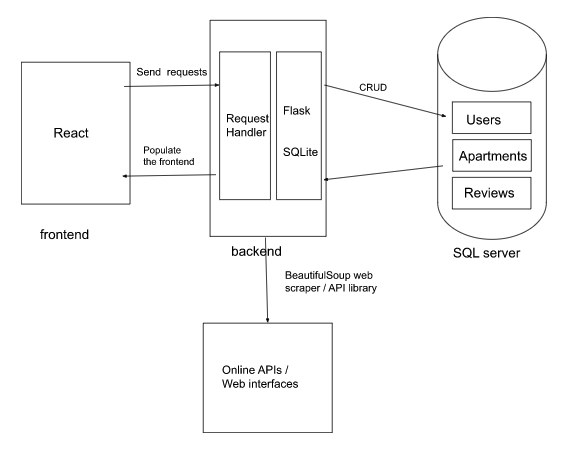 React
frontend
Send requests
Populate
the frontend
Request
Handler
Flask
SQLite
backend
CRUD
Users
Apartments
Reviews
SQL server
BeautifulSoup web
scraper / API library
Online APIs /
Web interfaces